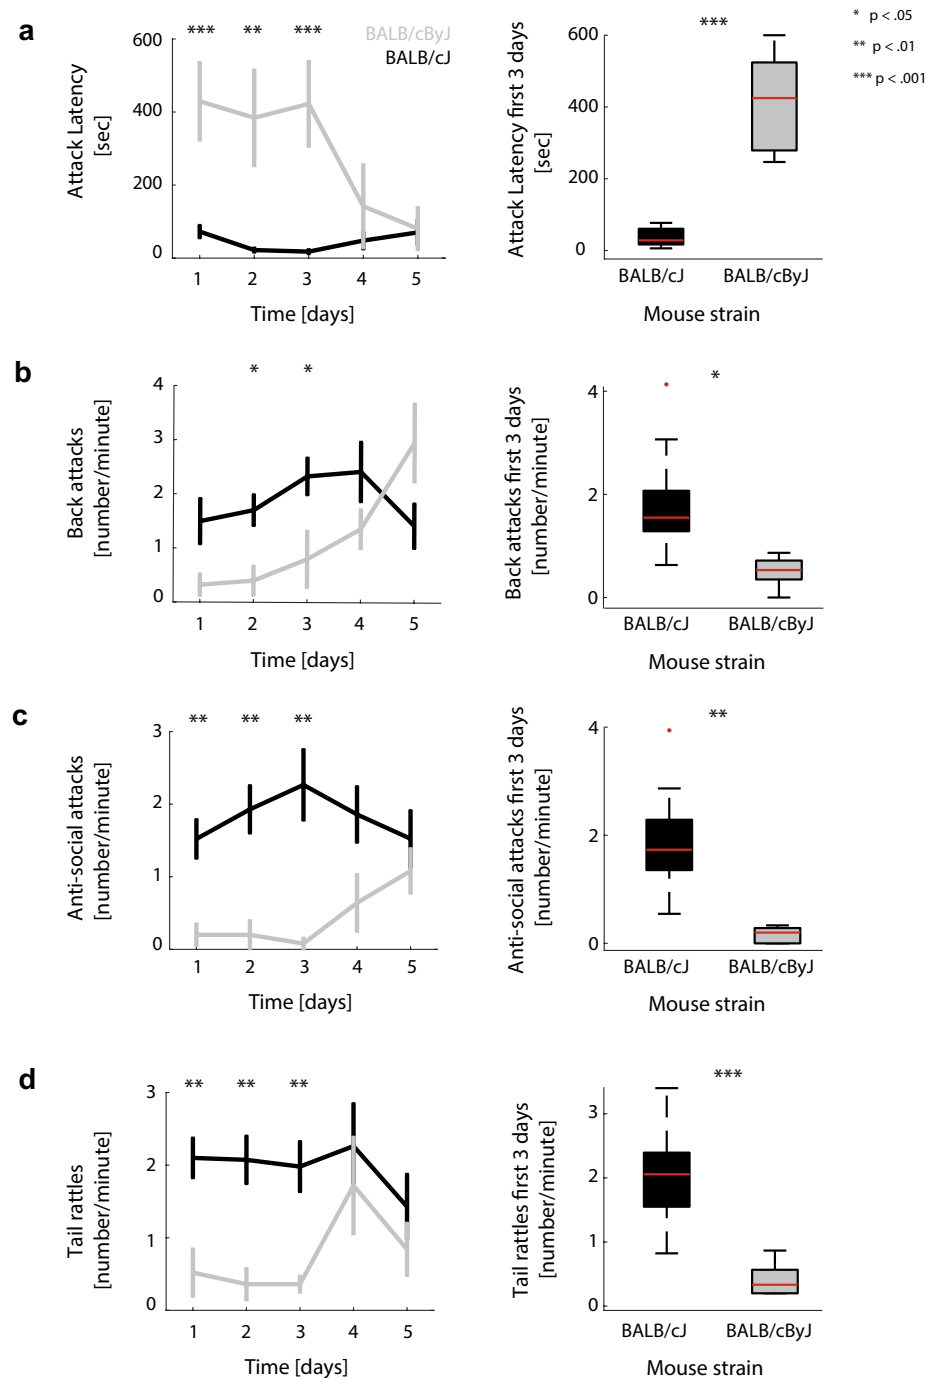 a
*** ** ***
BALB/cByJ
BALB/cJ
600
400
200
0
1 2 3 4 5
Attack Latency
[sec]
Time [days]
***
600
400
200
0
BALB/cJ BALB/cByJ
Attack Latency first 3 days
[sec]
Mouse strain
* p < .05
** p < .01
*** p < .001
b
* *
4
3
2
1
0
1 2 3 4 5
Back attacks
[number/minute]
Time [days]
*
4
2
0
BALB/cJ BALB/cByJ
Back attacks first 3 days
[number/minute]
Mouse strain
c
** ** **
3
2
1
0
1 2 3 4 5
Anti-social attacks
[number/minute]
Time [days]
**
4
2
0
BALB/cJ BALB/cByJ
Anti-social attacks first 3 days
[number/minute]
Mouse strain
d
** ** **
3
2
1
0
1 2 3 4 5
Tail rattles
[number/minute]
Time [days]
***
3
2
1
0
BALB/cJ BALB/cByJ
Tail rattles first 3 days
[number/minute]
Mouse strain